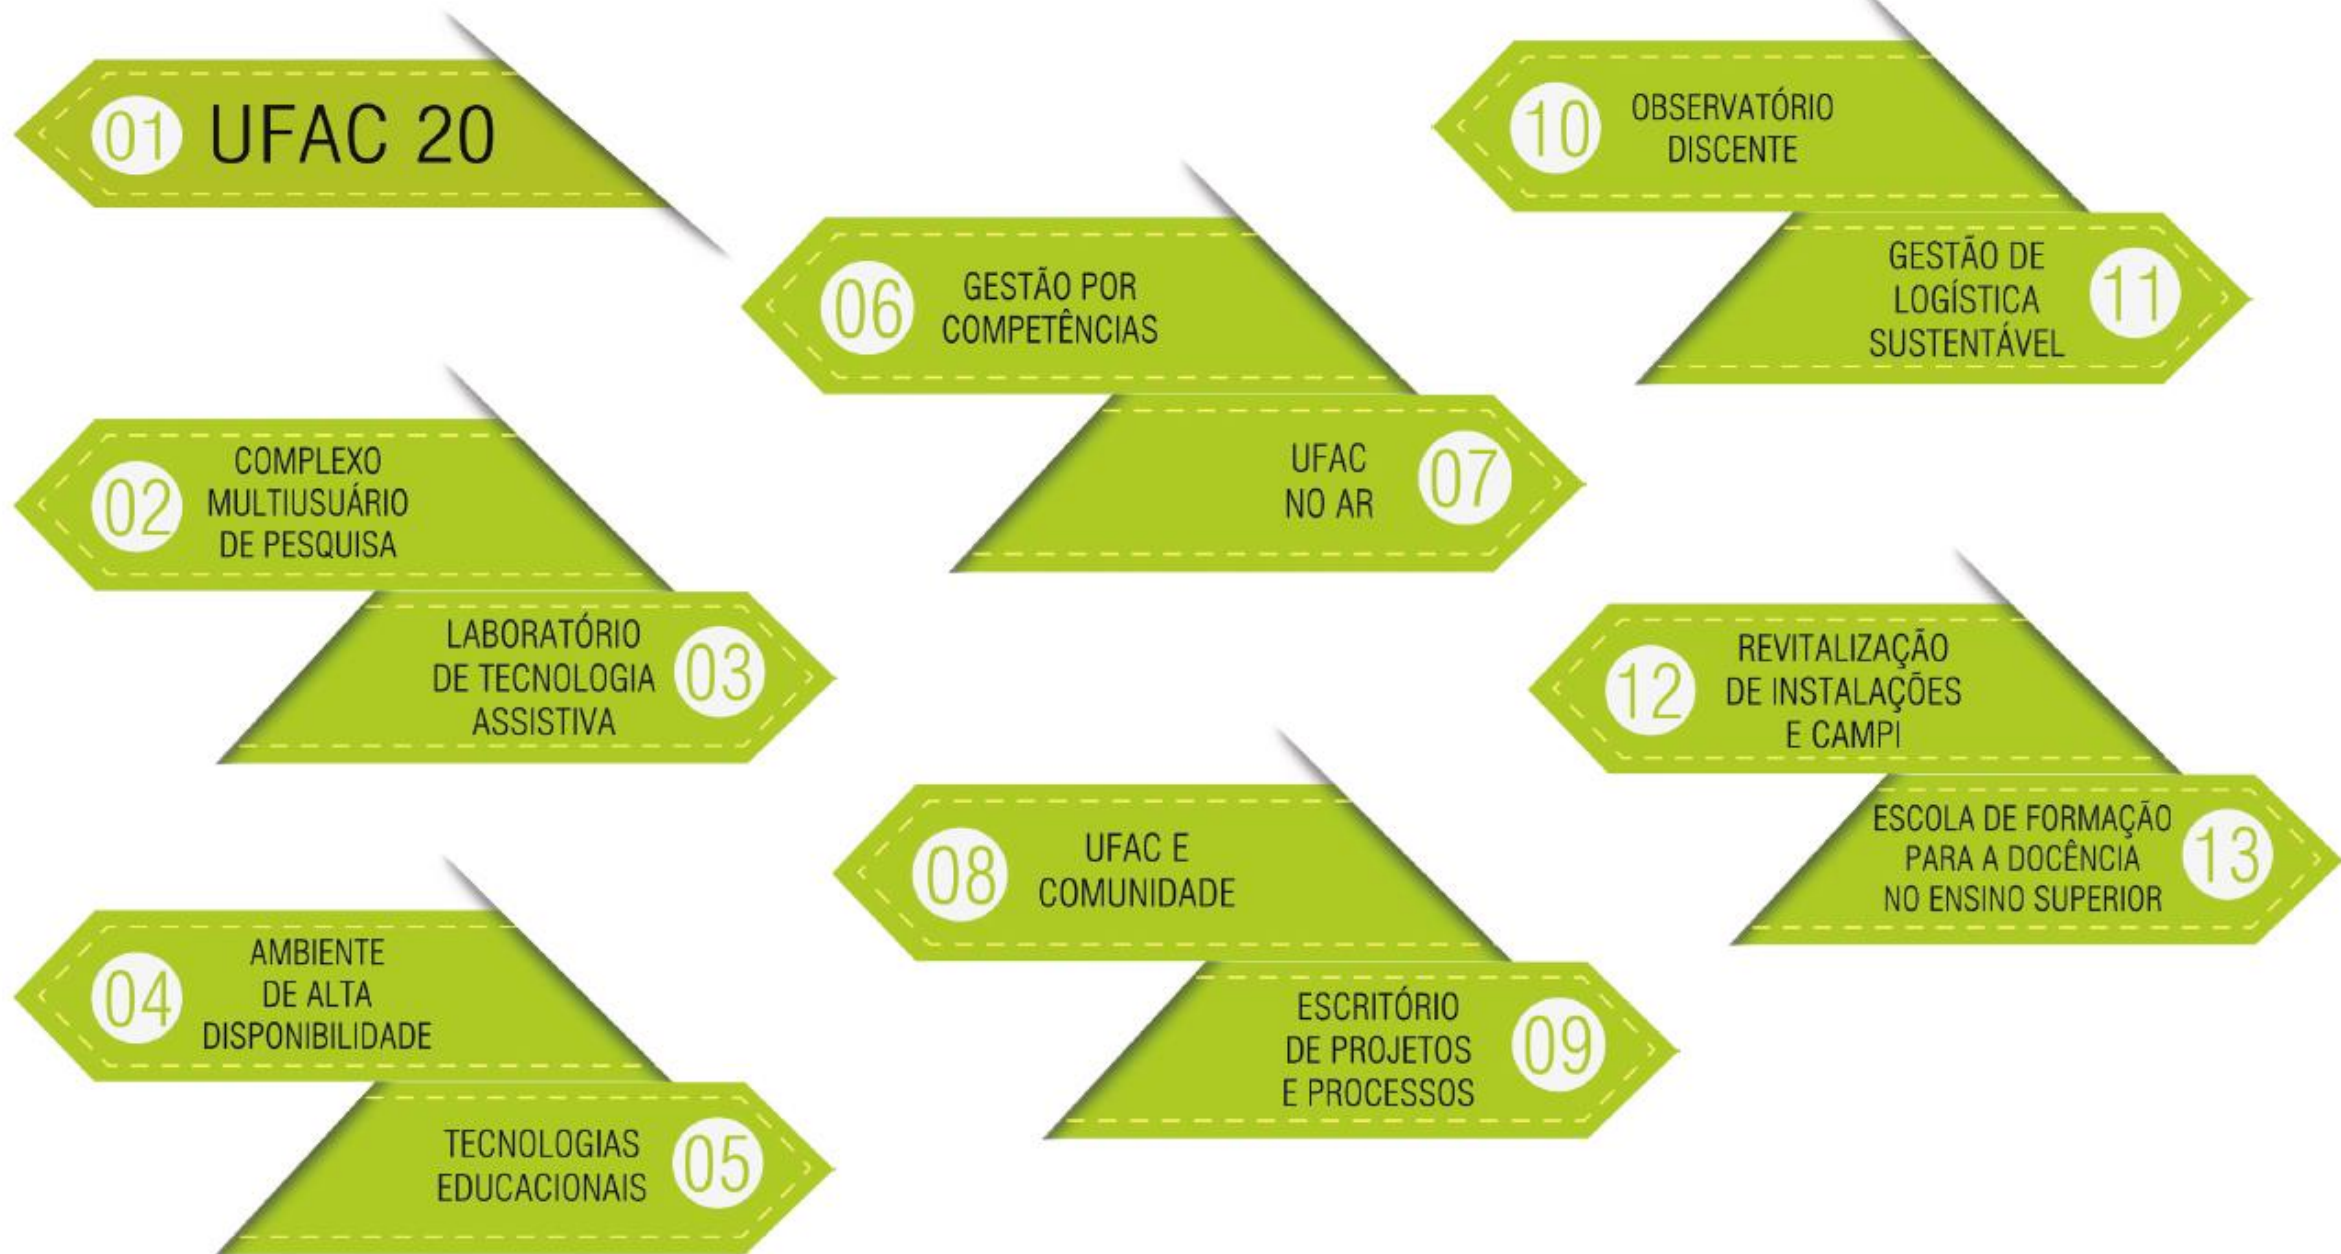 01 UFAC 20
02
COMPLEXO
MULTIUSUÁRIO
DE PESQUISA
LABORATÓRIO
DE TECNOLOGIA
ASSISTIVA
03
04
AMBIENTE
DE ALTA
DISPONIBILIDADE
TECNOLOGIAS
EDUCACIONAIS
05
06
GESTÃO POR
COMPETÊNCIAS
UFAC
NO AR
07
08
UFAC E
COMUNIDADE
ESCRITÓRIO
DE PROJETOS
E PROCESSOS
09
10
OBSERVATÓRIO
DISCENTE
GESTÃO DE
LOGÍSTICA
SUSTENTÁVEL
11
12
REVITALIZAÇÃO
DE INSTALAÇÕES
E CAMPI
ESCOLA DE FORMAÇÃO
PARA A DOCÊNCIA
NO ENSINO SUPERIOR
13